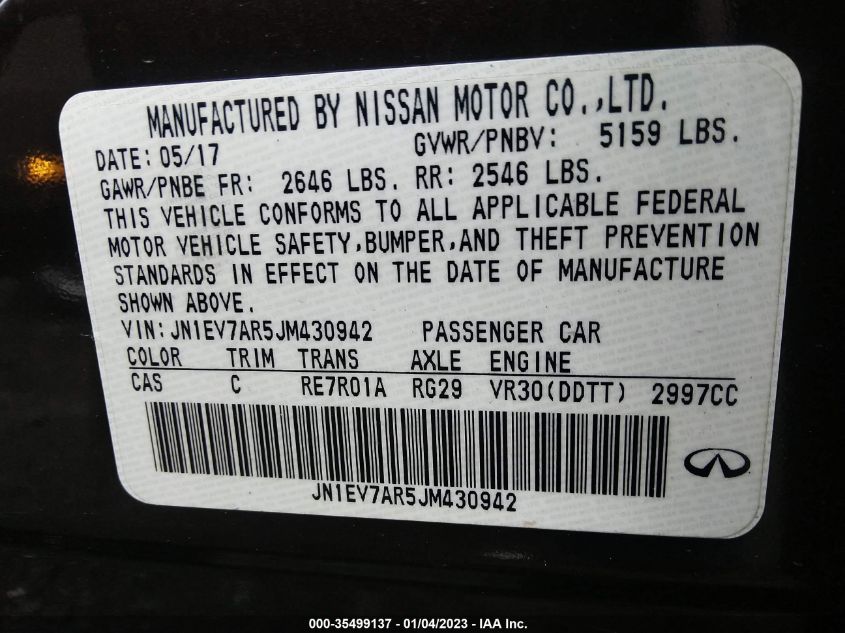 MANUFACTURED BY NISSAN MOTOR CO.,LTD.
DATE: 05/17 GVWR/PNBV: 5159 LBS.
GAWR/PNBE FR: 2646 LBS. RR: 2546 LBS.
THIS VEHICLE CONFORMS TO ALL APPLICABLE FEDERAL
MOTOR VEHICLE SAFETY,BUMPER,AND THEFT PREVENTION
STANDARDS IN EFFECT ON THE DATE OF MANUFACTURE
SHOWN ABOVE.
VIN: JN1EV7AR5JM430942 PASSENGER CAR
COLOR TRIM TRANS AXLE ENGINE
CAS C RE7R01A RG29 VR30(DDTT) 2997CC
JN1EV7AR5JM430942
000-35499137 - 01/04/2023 - IAA Inc.